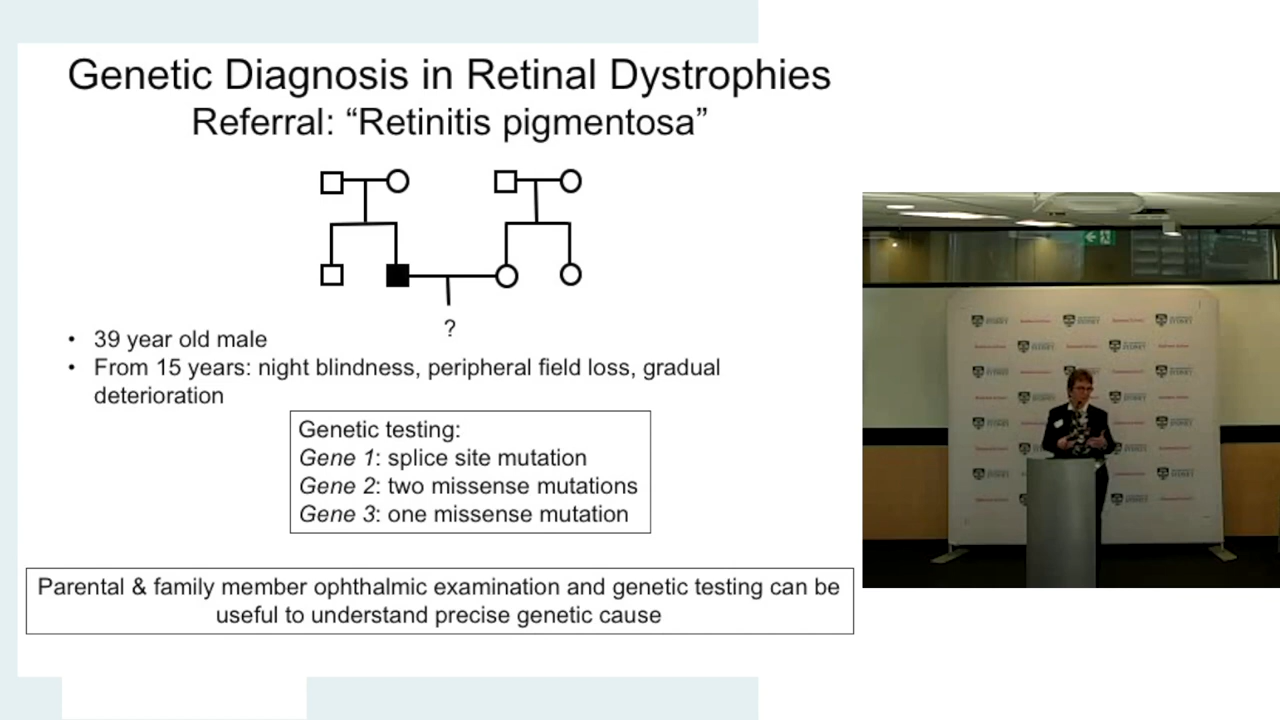 Genetic Diagnosis in Retinal Dystrophies
Referral: “Retinitis pigmentosa”
?
• 39 year old male
• From 15 years: night blindness, peripheral field loss, gradual
deterioration
Genetic testing:
Gene 1: splice site mutation
Gene 2: two missense mutations
Gene 3: one missense mutation
Parental & family member ophthalmic examination and genetic testing can be
useful to understand precise genetic cause
SYDNEY